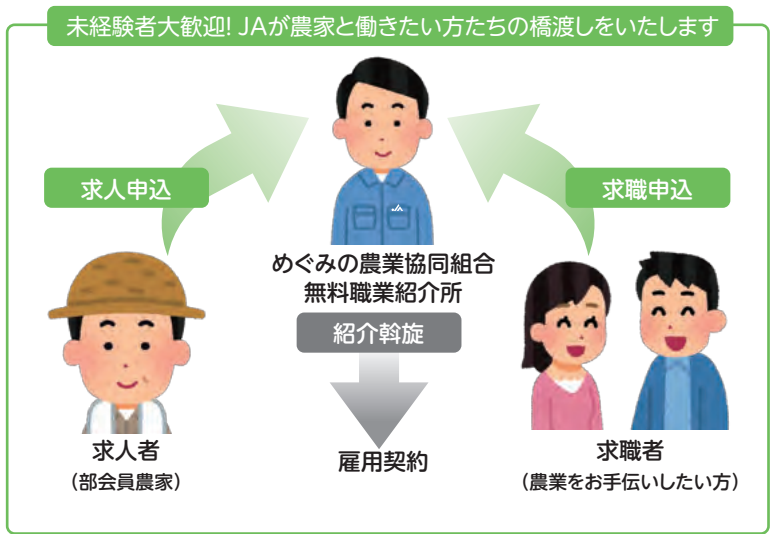 未経験者大歓迎! JAが農家と働きたい方たちの橋渡しをいたします
求人申込
求職申込
JA
めぐみの農業協同組合
無料職業紹介所
紹介斡旋
求人者
(部会員農家)
雇用契約
求職者
(農業をお手伝いしたい方)